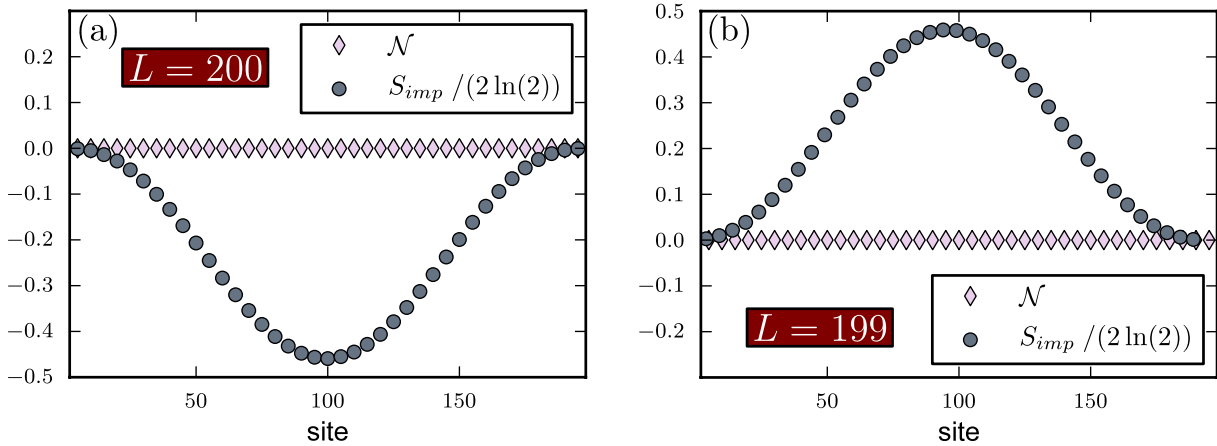 (a)
L = 200
𝒩
S_imp /(2 ln(2))
0.2
0.1
0.0
−0.1
−0.2
−0.3
−0.4
−0.5
50 100 150
site
(b)
𝒩
S_imp /(2 ln(2))
L = 199
0.5
0.4
0.3
0.2
0.1
0.0
−0.1
−0.2
50 100 150
site